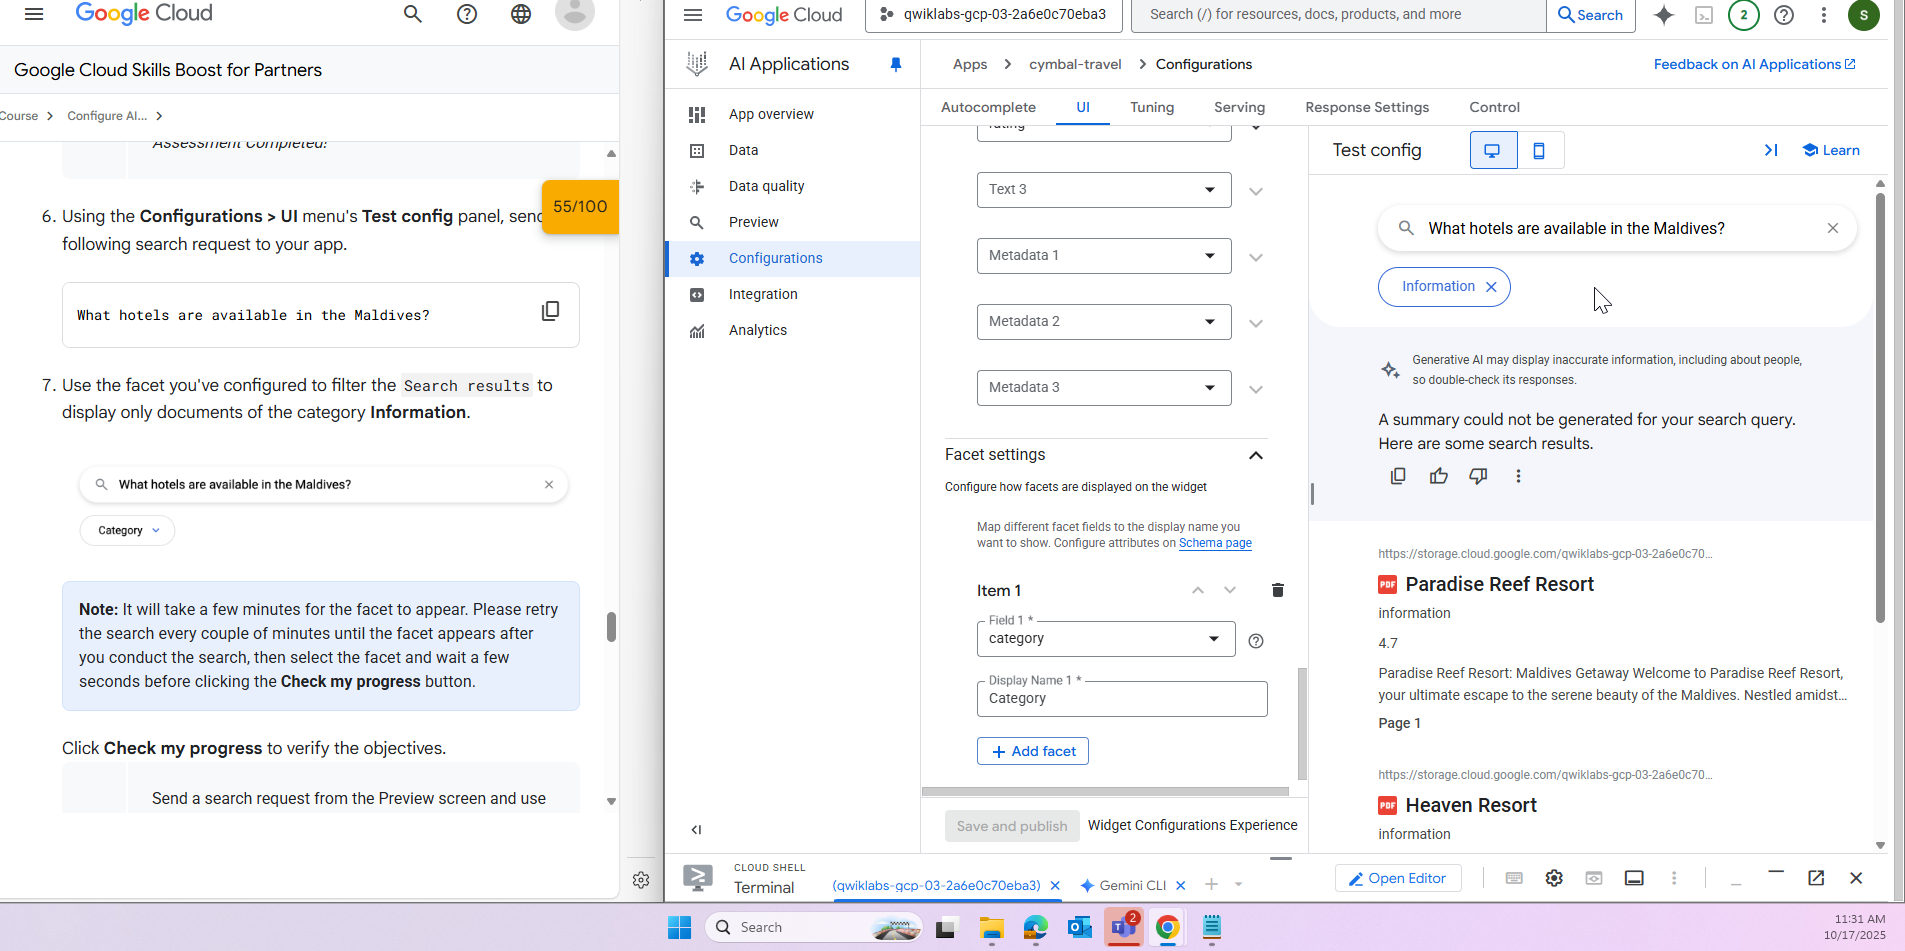 Google Cloud
Google Cloud Skills Boost for Partners
Course
Configure AI...
Assessment Completed!
55/100
6. Using the Configurations > UI menu's Test config panel, send
following search request to your app.
What hotels are available in the Maldives?
7. Use the facet you've configured to filter the Search results to
display only documents of the category Information.
What hotels are available in the Maldives?
Category
Note: It will take a few minutes for the facet to appear. Please retry
the search every couple of minutes until the facet appears after
you conduct the search, then select the facet and wait a few
seconds before clicking the Check my progress button.
Click Check my progress to verify the objectives.
Send a search request from the Preview screen and use
Google Cloud
qwiklabs-gcp-03-2a6e0c70eba3
Search (/) for resources, docs, products, and more
Search
2
S
AI Applications
Apps
cymbal-travel
Configurations
Feedback on AI Applications
App overview
Data
Data quality
Preview
Configurations
Integration
Analytics
Autocomplete
UI
Tuning
Serving
Response Settings
Control
rating
Text 3
Metadata 1
Metadata 2
Metadata 3
Facet settings
Configure how facets are displayed on the widget
Map different facet fields to the display name you
want to show. Configure attributes on Schema page
Item 1
Field 1 *
category
Display Name 1 *
Category
+ Add facet
Save and publish
Widget Configurations Experience
Test config
Learn
What hotels are available in the Maldives?
Information
Generative AI may display inaccurate information, including about people,
so double-check its responses.
A summary could not be generated for your search query.
Here are some search results.
https://storage.cloud.google.com/qwiklabs-gcp-03-2a6e0c70...
PDF
Paradise Reef Resort
information
4.7
Paradise Reef Resort: Maldives Getaway Welcome to Paradise Reef Resort,
your ultimate escape to the serene beauty of the Maldives. Nestled amidst...
Page 1
https://storage.cloud.google.com/qwiklabs-gcp-03-2a6e0c70...
PDF
Heaven Resort
information
CLOUD SHELL
Terminal
(qwiklabs-gcp-03-2a6e0c70eba3)
Gemini CLI
Open Editor
Search
2
11:31 AM
10/17/2025